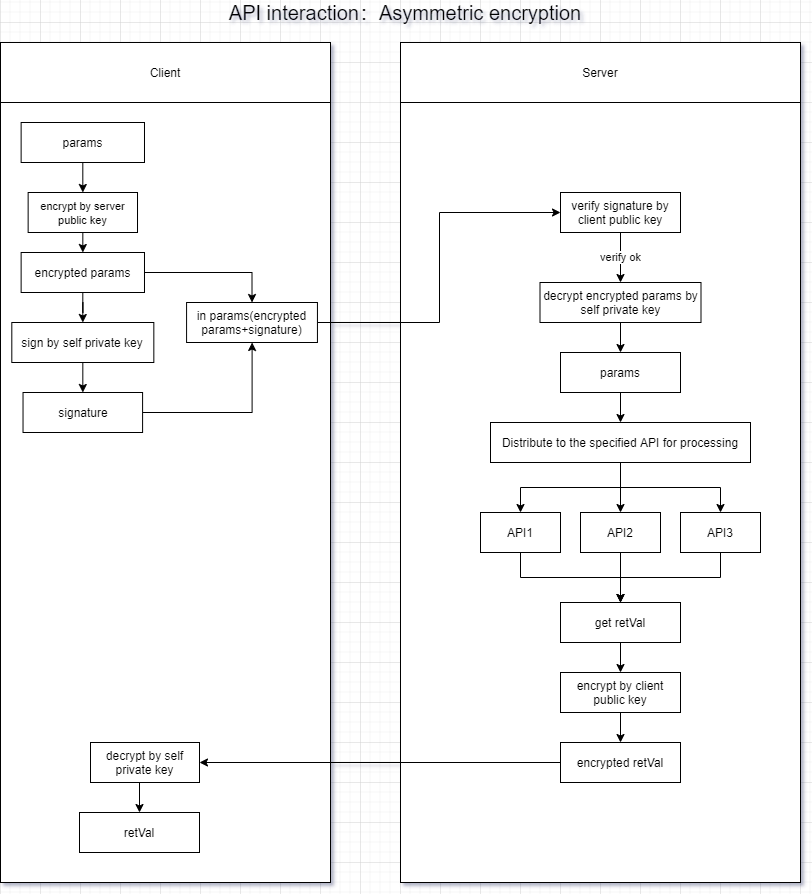 API interaction：Asymmetric encryption
Client
Server
params
encrypt by server
public key
encrypted params
in params(encrypted
params+signature)
sign by self private key
signature
verify signature by
client public key
verify ok
decrypt encrypted params by
self private key
params
Distribute to the specified API for processing
API1
API2
API3
get retVal
encrypt by client
public key
encrypted retVal
decrypt by self
private key
retVal